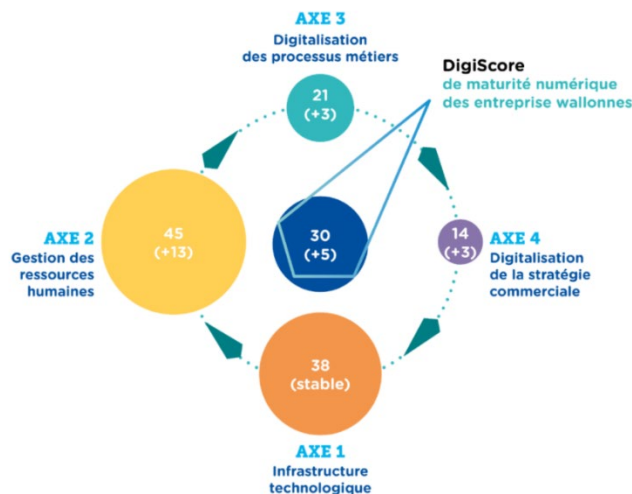 AXE 3
Digitalisation
des processus métiers
21
(+3)
DigiScore
de maturité numérique
des entreprise wallonnes
AXE 2
Gestion des
ressources
humaines
45
(+13)
30
(+5)
14
(+3)
AXE 4
Digitalisation
de la stratégie
commerciale
38
(stable)
AXE 1
Infrastructure
technologique